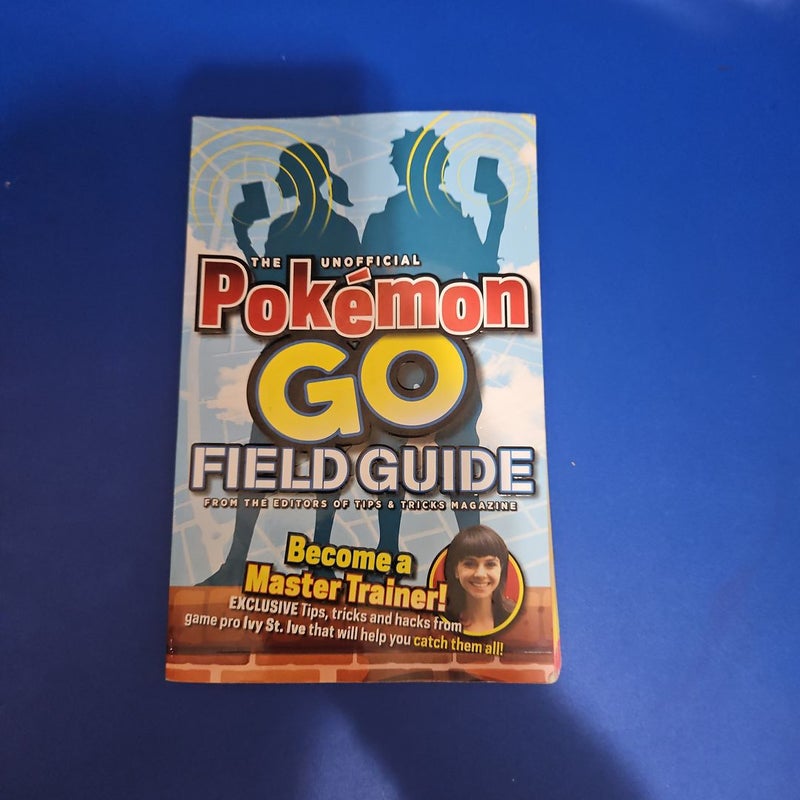 THE UNOFFICIAL
Pokémon
GO
FIELD GUIDE
FROM THE EDITORS OF TIPS & TRICKS MAGAZINE
Become a
Master Trainer!
EXCLUSIVE Tips, tricks and hacks from
game pro Ivy St. Ive that will help you catch them all!